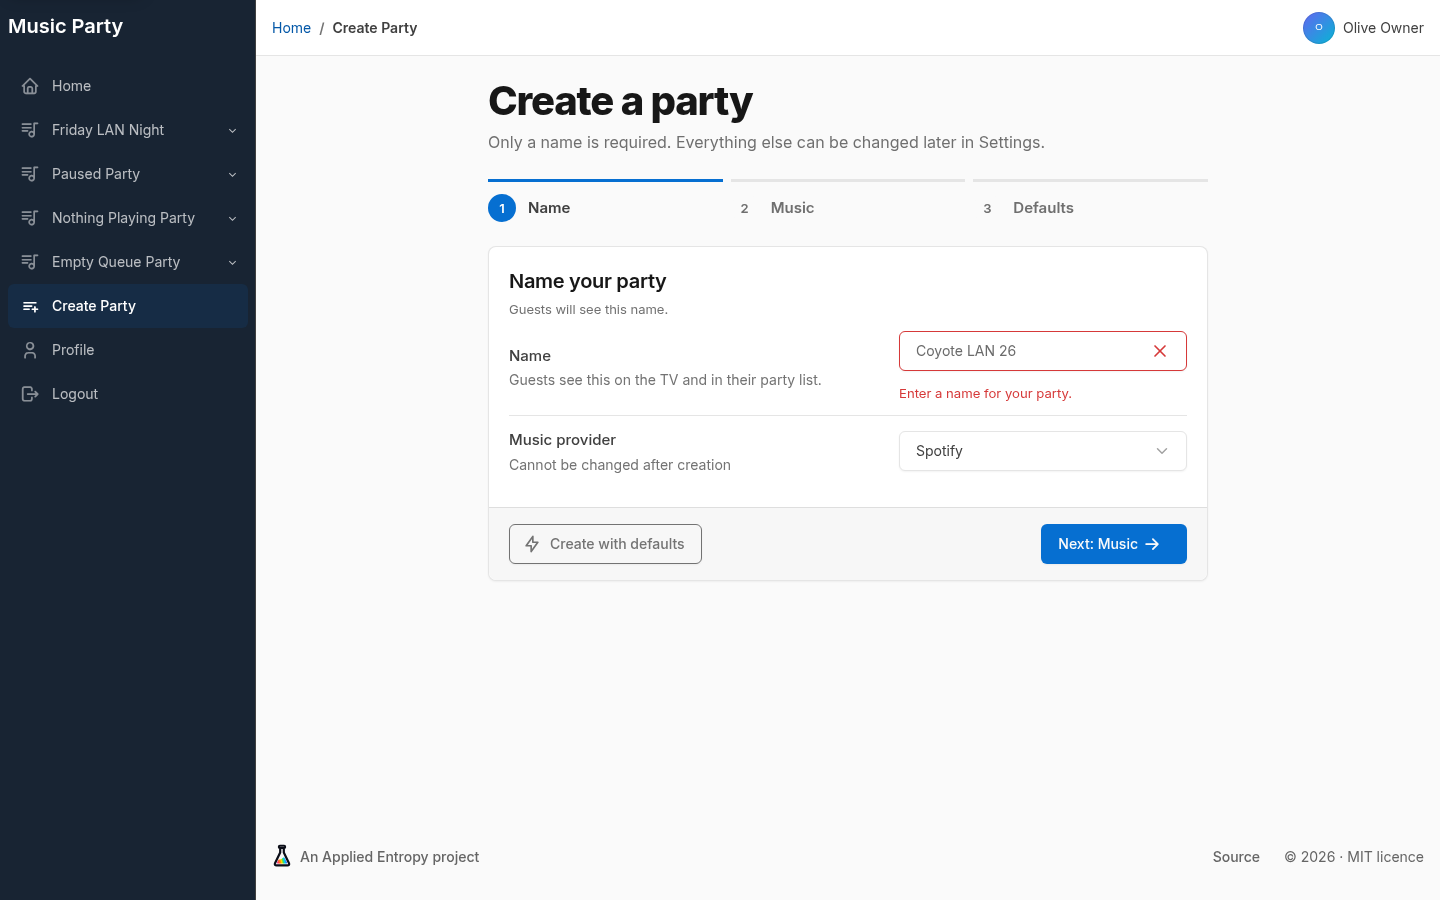 Music Party
Home
Friday LAN Night
Paused Party
Nothing Playing Party
Empty Queue Party
Create Party
Profile
Logout
Home / Create Party
O Olive Owner
Create a party
Only a name is required. Everything else can be changed later in Settings.
1 Name
2 Music
3 Defaults
Name your party
Guests will see this name.
Name
Guests see this on the TV and in their party list.
Coyote LAN 26
Enter a name for your party.
Music provider
Cannot be changed after creation
Spotify
Create with defaults
Next: Music
An Applied Entropy project
Source
© 2026 · MIT licence